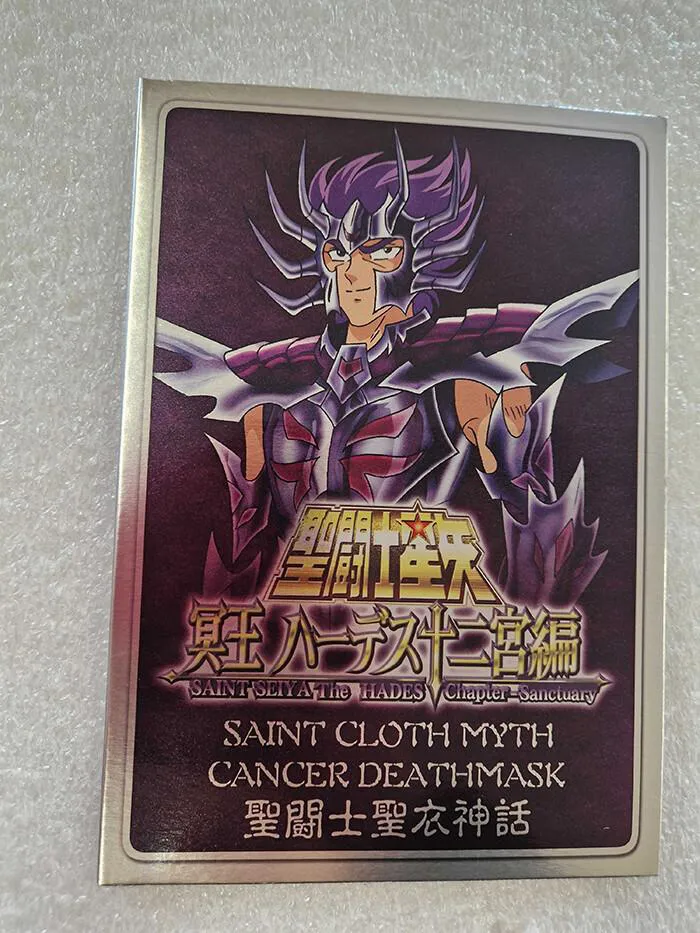 聖闘士星矢
冥王 ハーデス十二宮編
SAINT SEIYA The HADES Chapter-Sanctuary
SAINT CLOTH MYTH
CANCER DEATHMASK
聖闘士聖衣神話